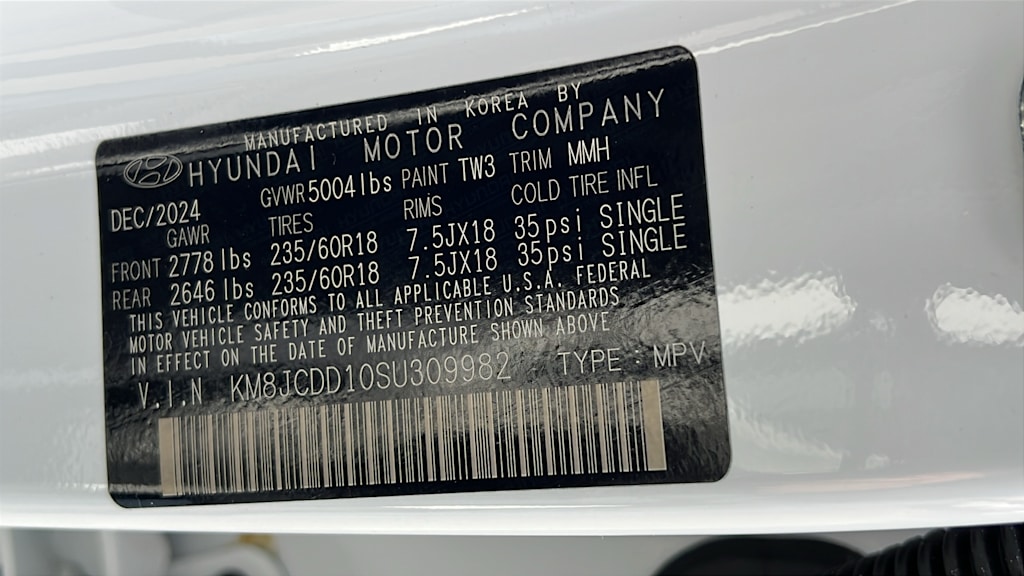 MANUFACTURED IN KOREA BY
HYUNDAI MOTOR COMPANY
DEC/2024 GVWR 5004 lbs PAINT TW3 TRIM MMH
GAWR TIRES RIMS COLD TIRE INFL
FRONT 2778 lbs 235/60R18 7.5JX18 35psi SINGLE
REAR 2646 lbs 235/60R18 7.5JX18 35psi SINGLE
THIS VEHICLE CONFORMS TO ALL APPLICABLE U.S.A. FEDERAL
MOTOR VEHICLE SAFETY AND THEFT PREVENTION STANDARDS
IN EFFECT ON THE DATE OF MANUFACTURE SHOWN ABOVE
V.I.N KM8JCDD10SU309982 TYPE : MPV